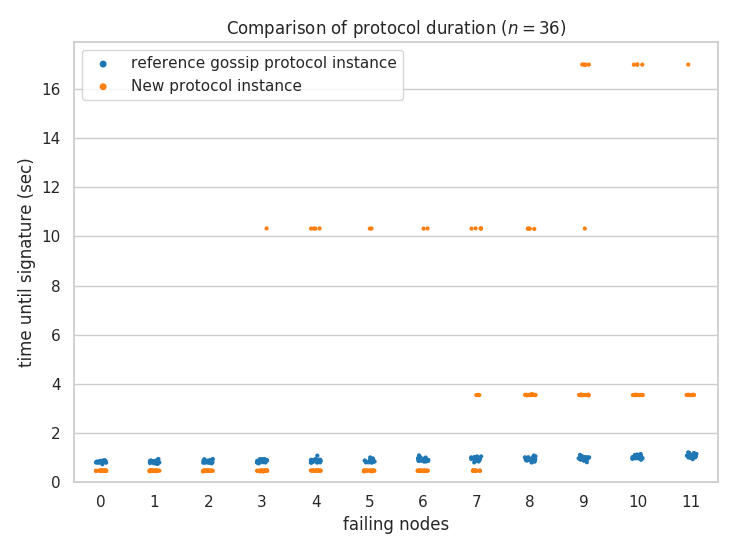 Comparison of protocol duration (n = 36)
reference gossip protocol instance
New protocol instance
time until signature (sec)
16
14
12
10
8
6
4
2
0
0 1 2 3 4 5 6 7 8 9 10 11
failing nodes